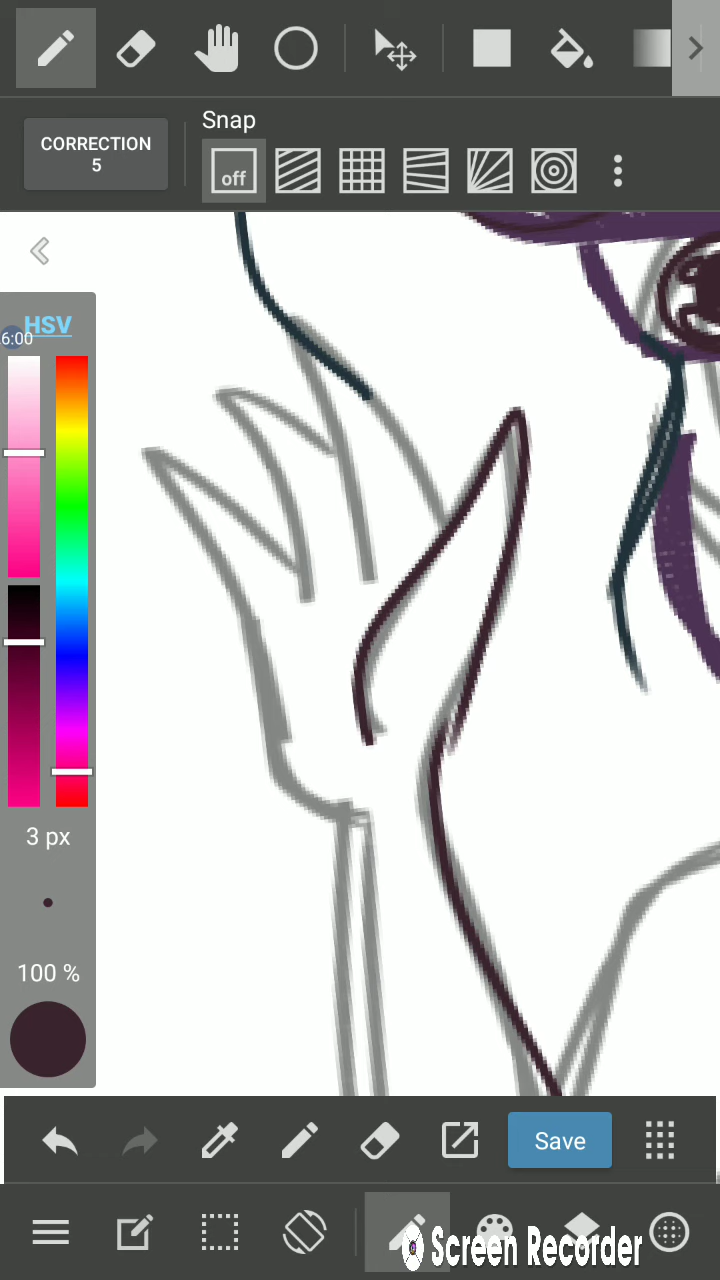 CORRECTION
5
Snap
off
HSV
6:00
3 px
100 %
Save
Screen Recorder